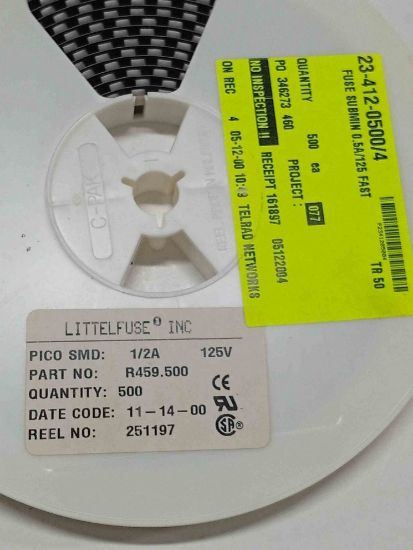 23-412-0500/4
FUSE SUBMIN 0.5A/125 FAST
TR 50
QUANTITY 500 ea
PROJECT: 077
PO 346273 460
NO INSPECTION !! RECEIPT 161897 05122004
ON REC 4 05-12-00 TELRAD NETWORKS
C-PAK
LITTELFUSE® INC
PICO SMD: 1/2A 125V
PART NO: R459.500
QUANTITY: 500
DATE CODE: 11-14-00
REEL NO: 251197
CE
UR
SA